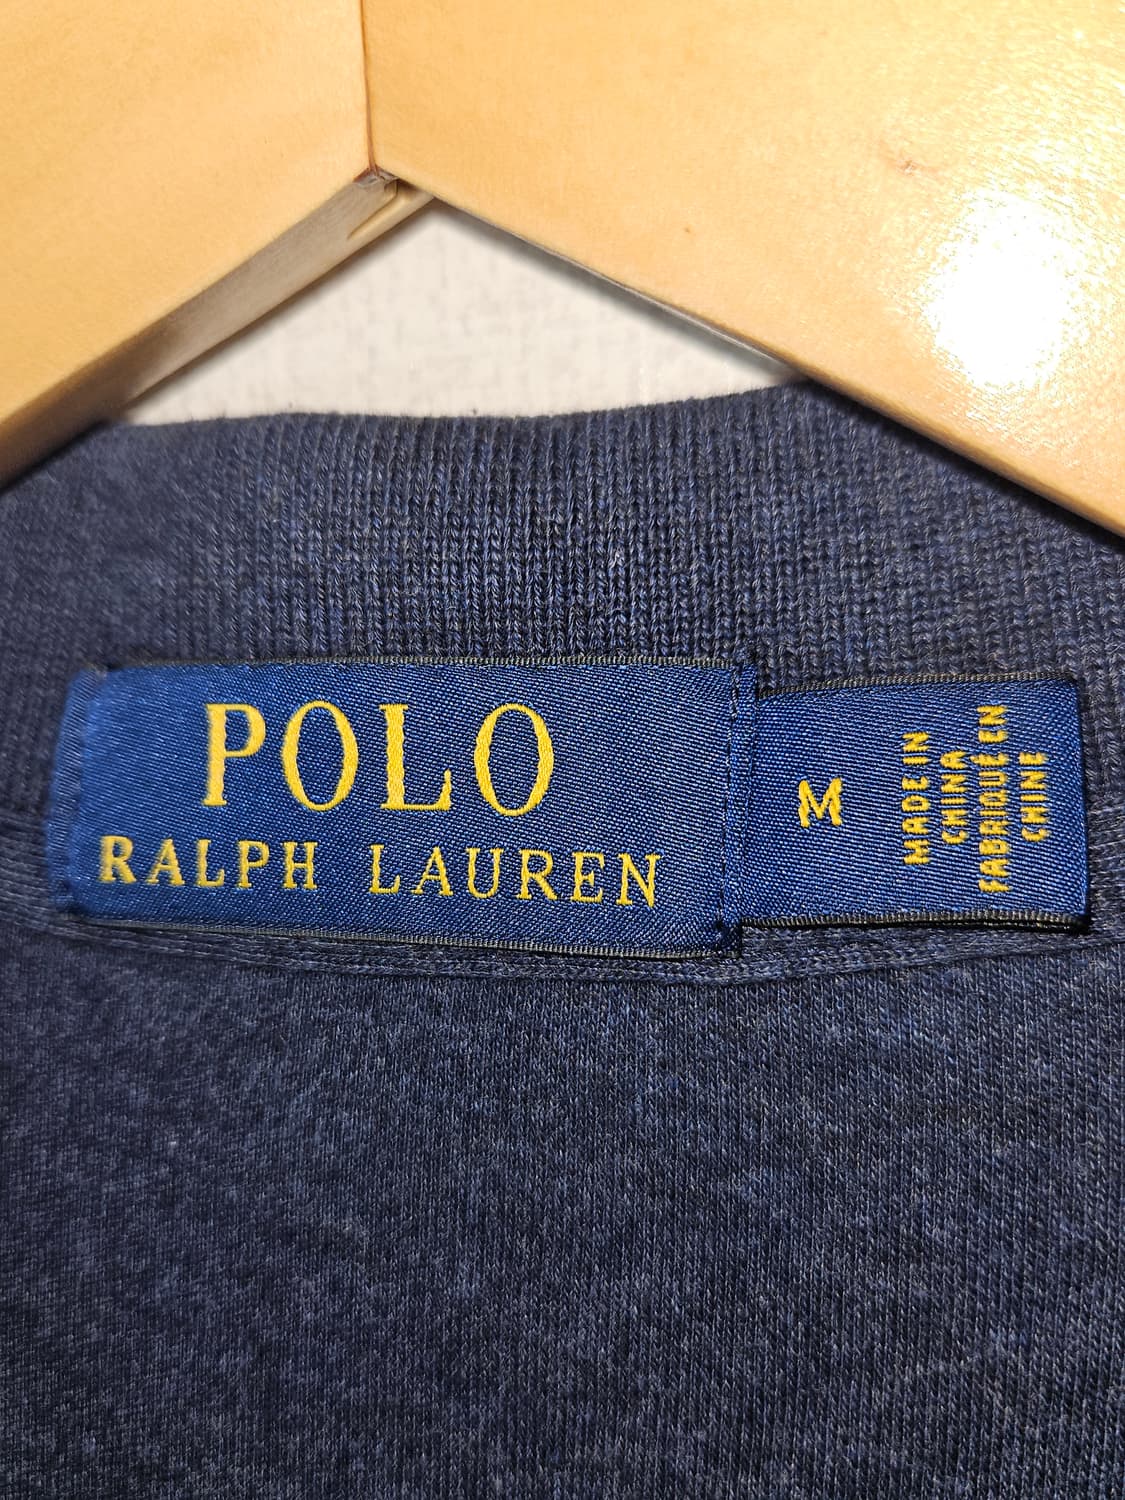 POLO
RALPH LAUREN
M
MADE IN
CHINA
FABRIQUÉ EN
CHINE